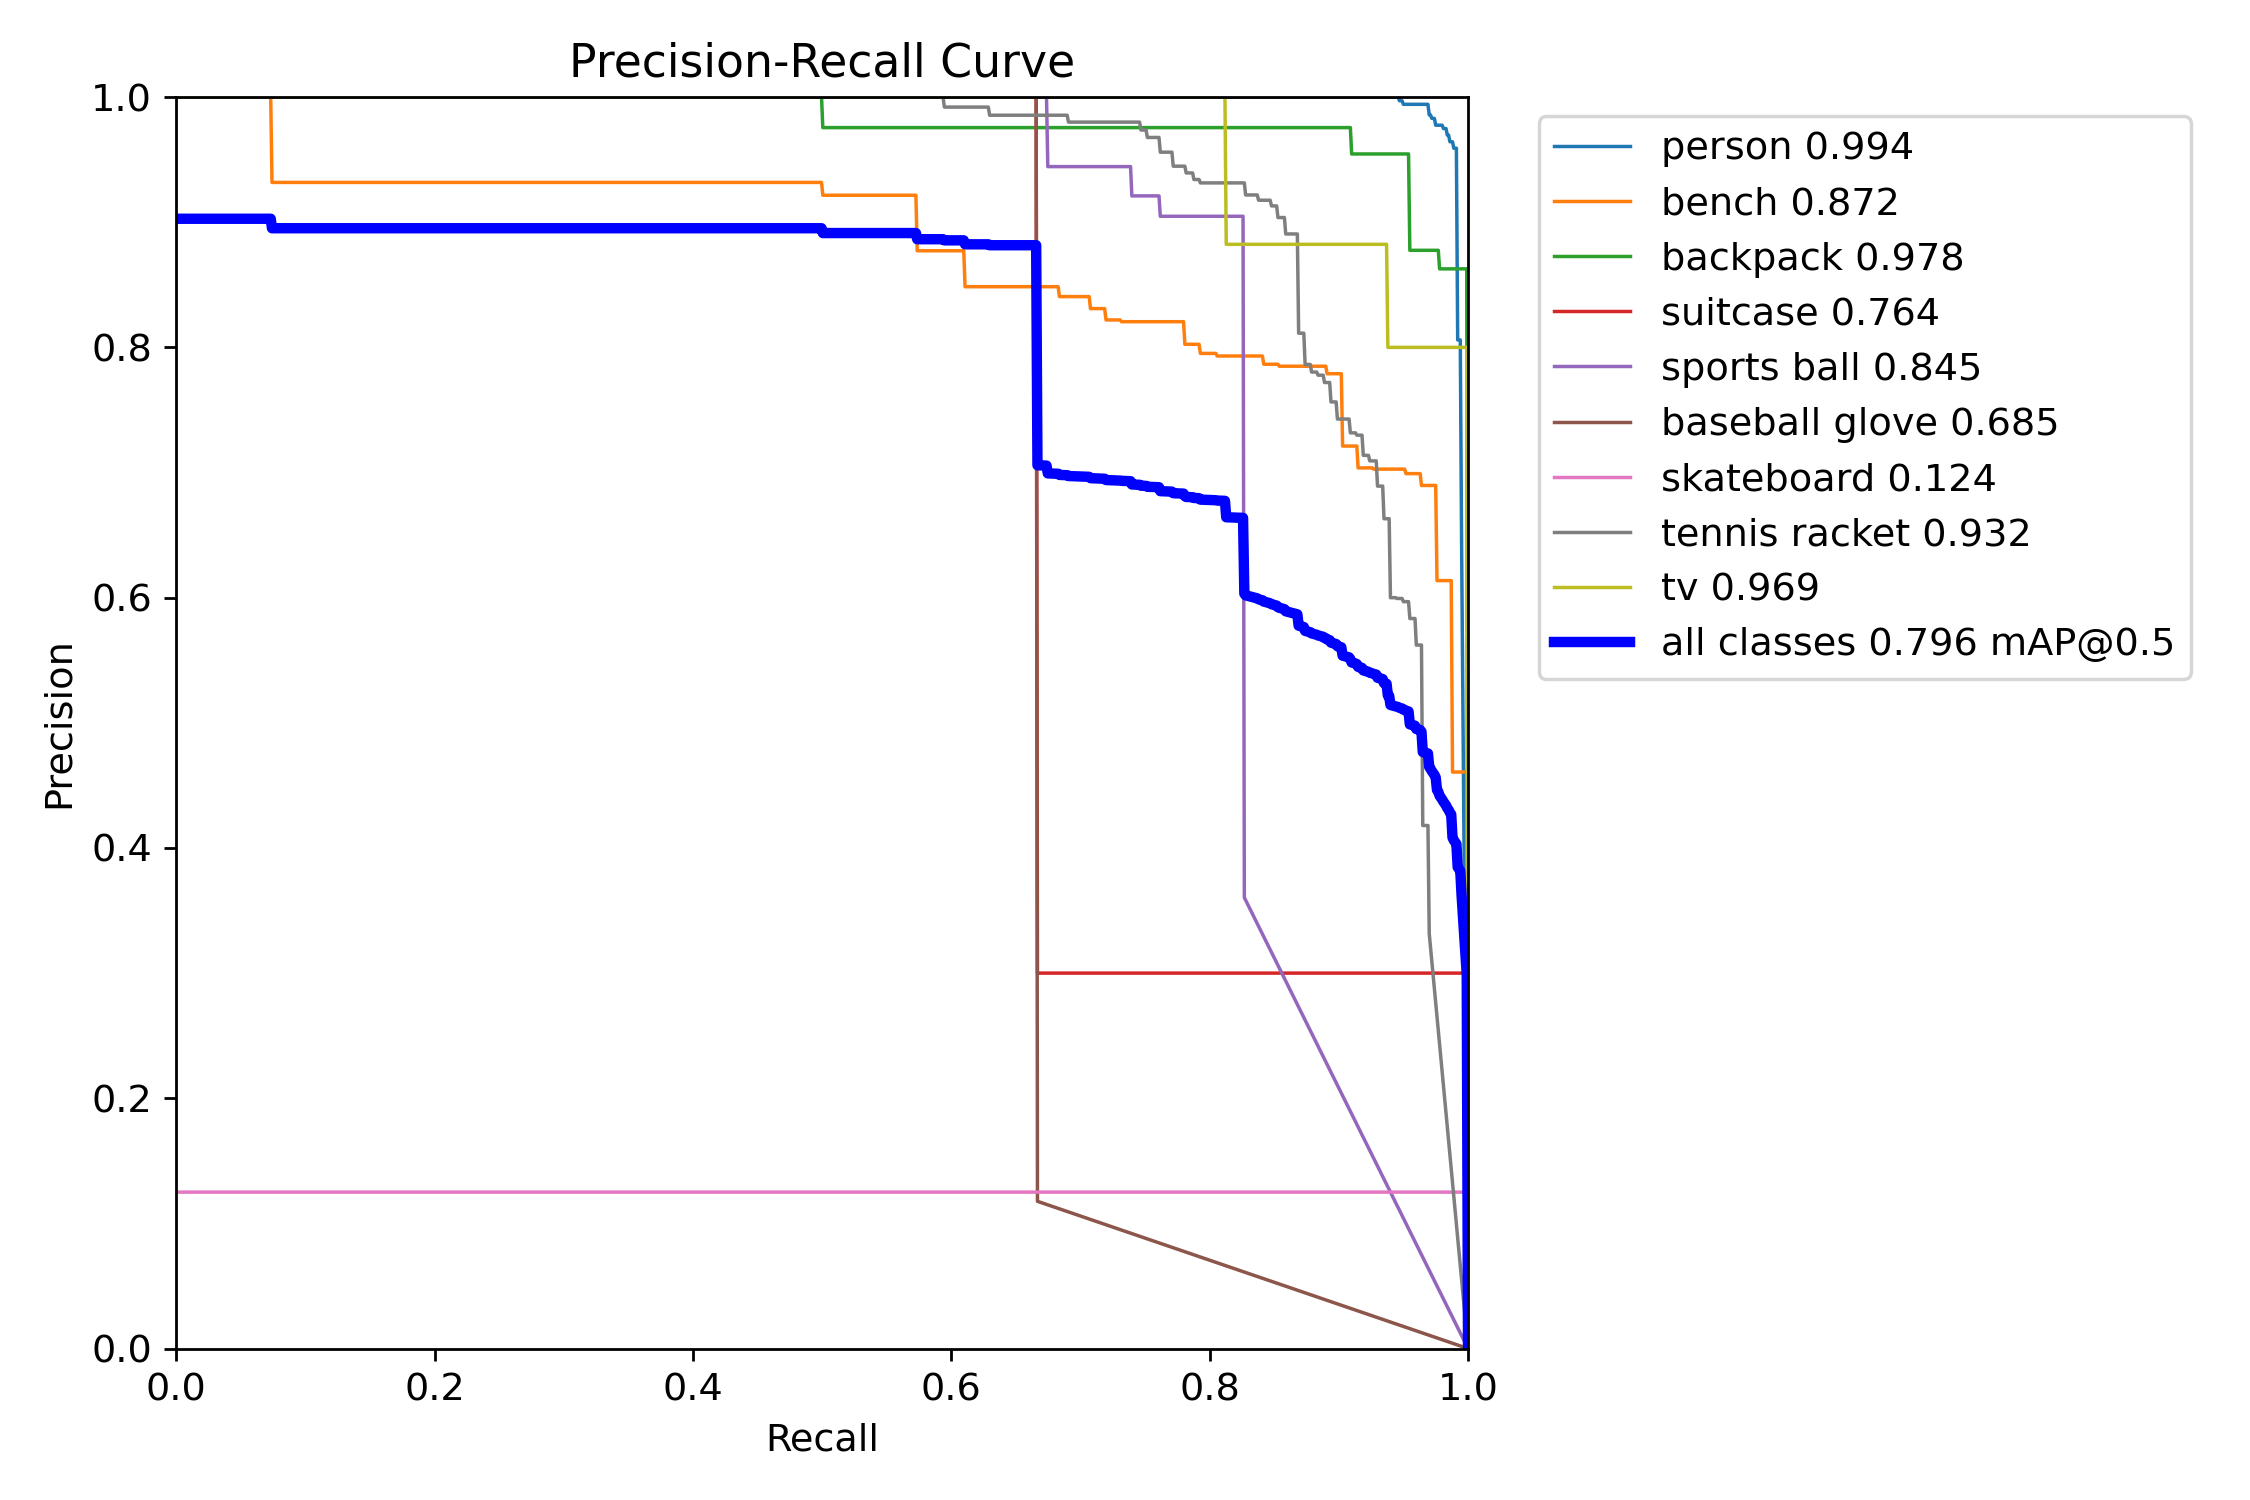 Precision-Recall Curve
1.0
0.8
0.6
0.4
0.2
0.0
Precision
0.0 0.2 0.4 0.6 0.8 1.0
Recall
person 0.994
bench 0.872
backpack 0.978
suitcase 0.764
sports ball 0.845
baseball glove 0.685
skateboard 0.124
tennis racket 0.932
tv 0.969
all classes 0.796 mAP@0.5